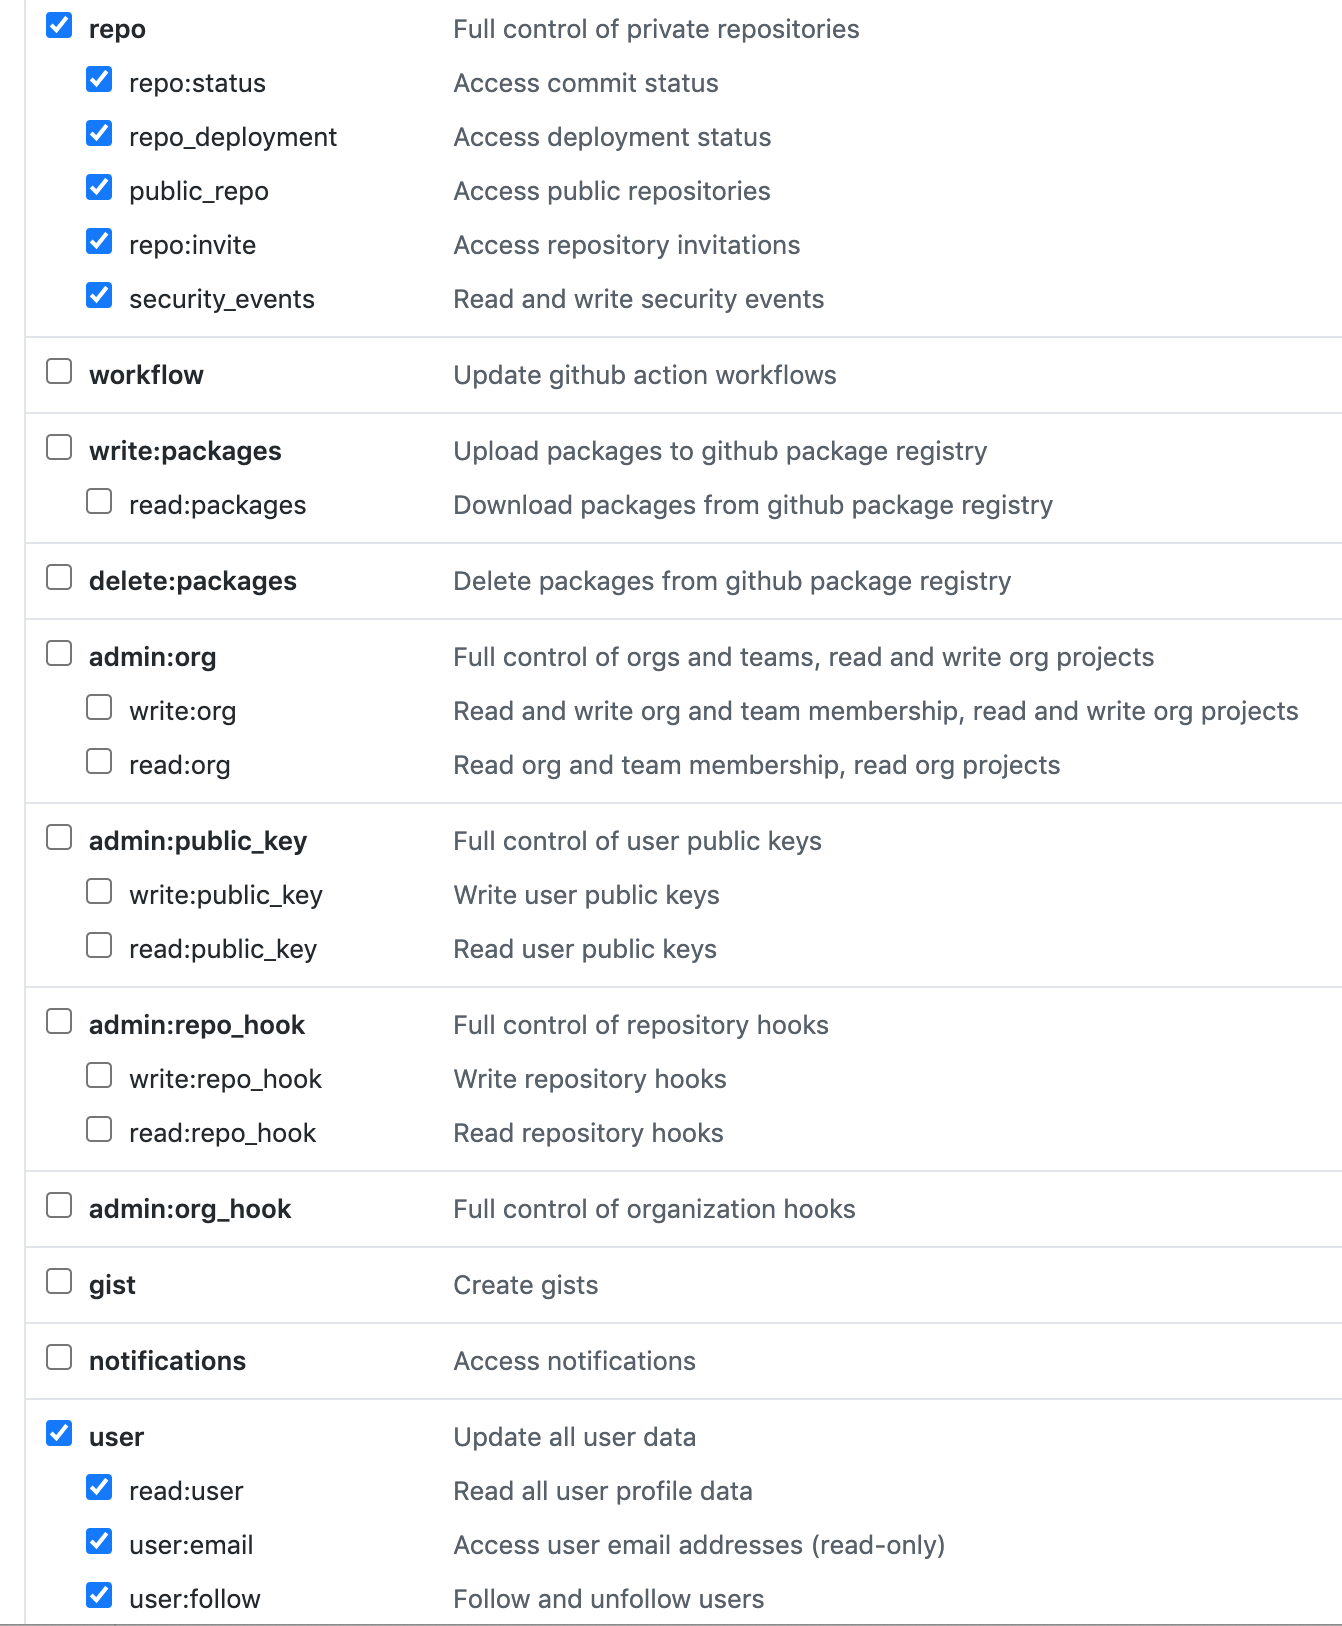 repo Full control of private repositories
repo:status Access commit status
repo_deployment Access deployment status
public_repo Access public repositories
repo:invite Access repository invitations
security_events Read and write security events
workflow Update github action workflows
write:packages Upload packages to github package registry
read:packages Download packages from github package registry
delete:packages Delete packages from github package registry
admin:org Full control of orgs and teams, read and write org projects
write:org Read and write org and team membership, read and write org projects
read:org Read org and team membership, read org projects
admin:public_key Full control of user public keys
write:public_key Write user public keys
read:public_key Read user public keys
admin:repo_hook Full control of repository hooks
write:repo_hook Write repository hooks
read:repo_hook Read repository hooks
admin:org_hook Full control of organization hooks
gist Create gists
notifications Access notifications
user Update all user data
read:user Read all user profile data
user:email Access user email addresses (read-only)
user:follow Follow and unfollow users